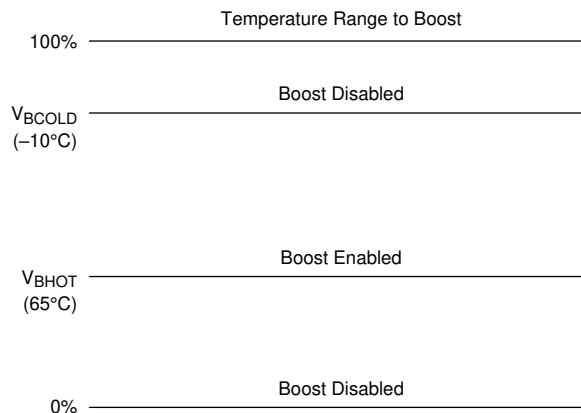 Temperature Range to Boost
100%
Boost Disabled
VBCOLD
(–10°C)
Boost Enabled
VBHOT
(65°C)
Boost Disabled
0%